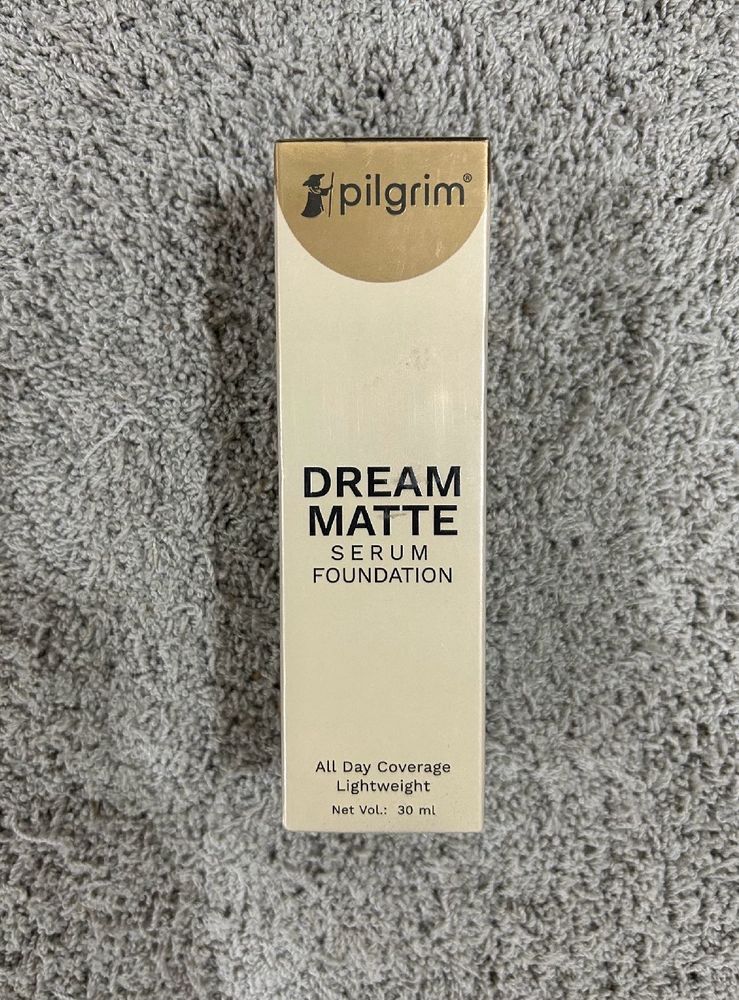 pilgrim®
DREAM
MATTE
SERUM
FOUNDATION
All Day Coverage
Lightweight
Net Vol.: 30 ml